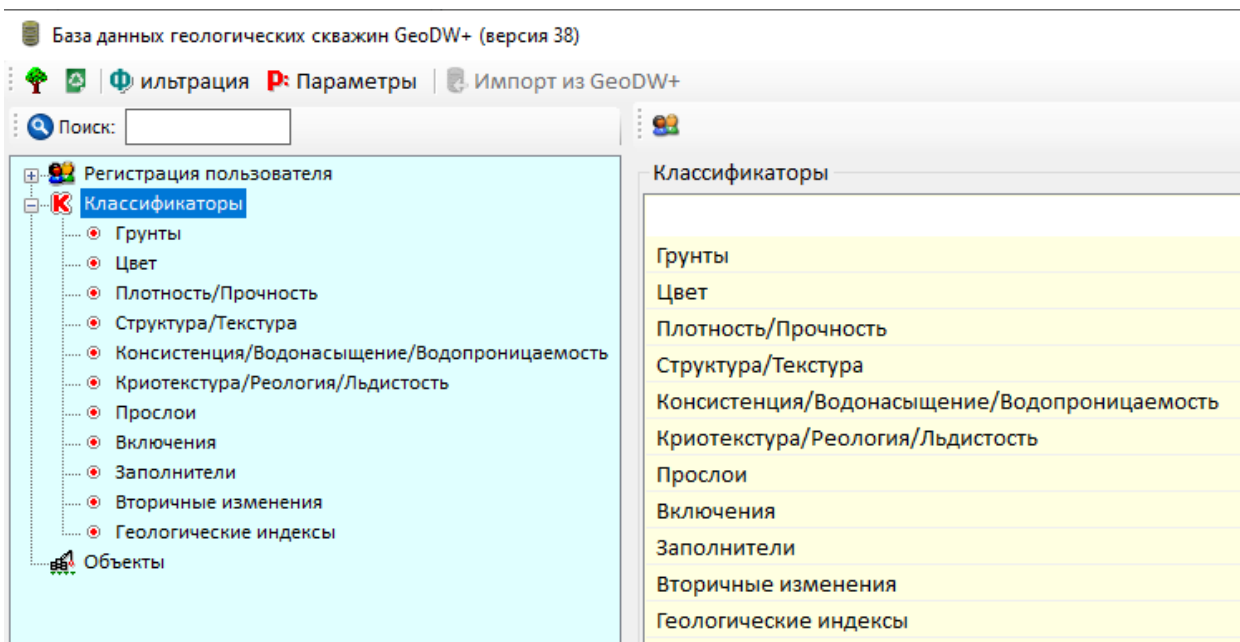 База данных геологических скважин GeoDW+ (версия 38)
Фильтрация Р: Параметры Импорт из GeoDW+
Поиск:
Регистрация пользователя
К Классификаторы
Грунты
Цвет
Плотность/Прочность
Структура/Текстура
Консистенция/Водонасыщение/Водопроницаемость
Криотекстура/Реология/Льдистость
Прослои
Включения
Заполнители
Вторичные изменения
Геологические индексы
Объекты
Классификаторы
Грунты
Цвет
Плотность/Прочность
Структура/Текстура
Консистенция/Водонасыщение/Водопроницаемость
Криотекстура/Реология/Льдистость
Прослои
Включения
Заполнители
Вторичные изменения
Геологические индексы